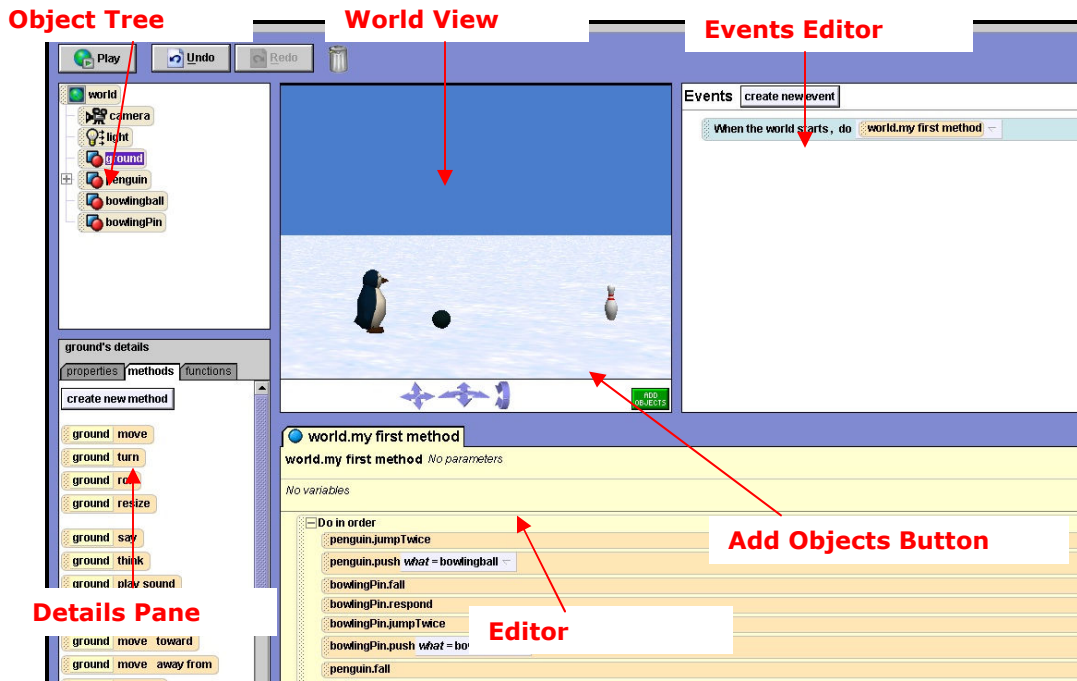 Object Tree
World View
Events Editor
Play
Undo
Redo
world
camera
light
ground
penguin
bowlingball
bowlingPin
Events create new event
When the world starts, do world.my first method
ground's details
properties methods functions
create new method
ground move
ground turn
ground
ground resize
ground say
ground think
ground play sound
Details Pane
ground move toward
ground move away from
ADD
OBJECTS
world.my first method
world.my first method No parameters
No variables
Do in order
penguin.jumpTwice
penguin.push what = bowlingball
bowlingPin.fall
bowlingPin.respond
bowlingPin.jumpTwice
bowlingPin.push what =
penguin.fall
Add Objects Button
Editor